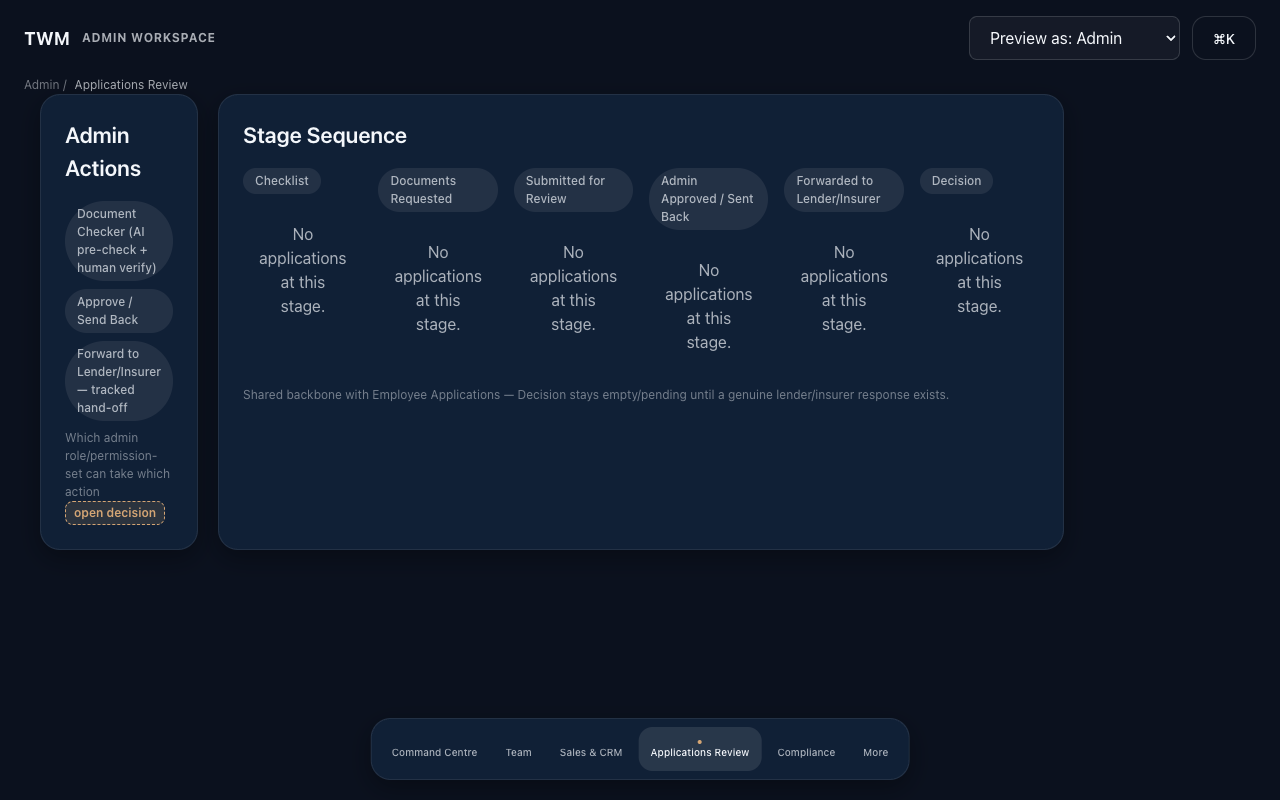 TWM ADMIN WORKSPACE
Preview as: Admin
⌘K
Admin / Applications Review
Admin
Actions
Document
Checker (AI
pre-check +
human verify)
Approve /
Send Back
Forward to
Lender/Insurer
— tracked
hand-off
Which admin
role/permission-
set can take which
action
open decision
Stage Sequence
Checklist
No
applications
at this
stage.
Documents
Requested
No
applications
at this
stage.
Submitted for
Review
No
applications
at this
stage.
Admin
Approved / Sent
Back
No
applications
at this
stage.
Forwarded to
Lender/Insurer
No
applications
at this
stage.
Decision
No
applications
at this
stage.
Shared backbone with Employee Applications — Decision stays empty/pending until a genuine lender/insurer response exists.
Command Centre
Team
Sales & CRM
Applications Review
Compliance
More